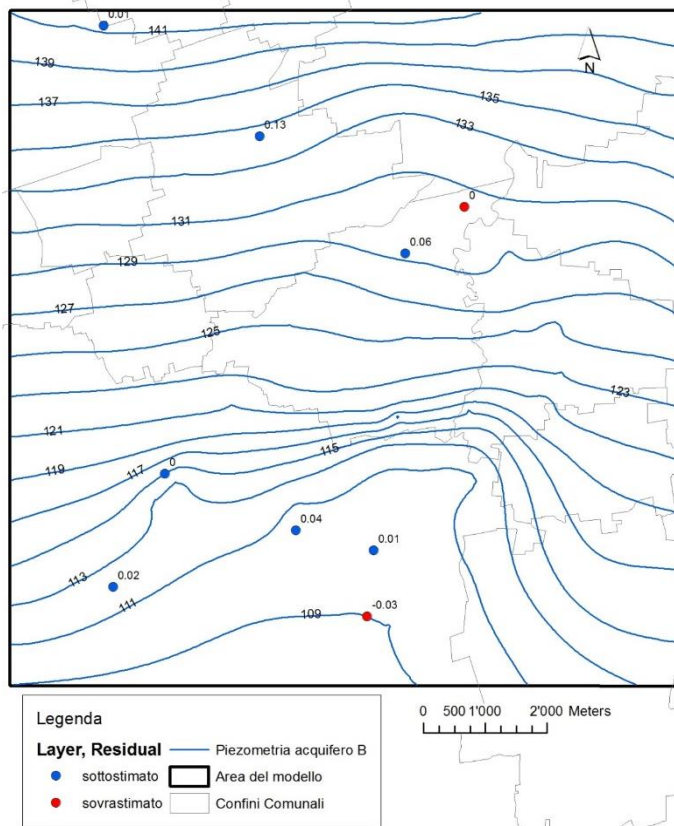 0.01
141
139
137
135
133
0.13
N
0
131
0.06
129
127
125
123
121
119
115
117
0
0.04
0.01
0.02
113
111
109
-0.03
Legenda
Layer, Residual
Piezometria acquifero B
sottostimato
Area del modello
sovrastimato
Confini Comunali
0 500 1'000 2'000 Meters